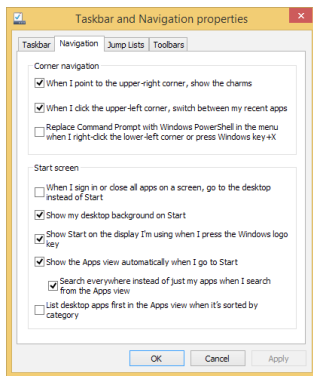 Taskbar and Navigation properties
Taskbar
Navigation
Jump Lists
Toolbars
Corner navigation
When I point to the upper-right corner, show the charms
When I click the upper-left corner, switch between my recent apps
Replace Command Prompt with Windows PowerShell in the menu
when I right-click the lower-left corner or press Windows key+X
Start screen
When I sign in or close all apps on a screen, go to the desktop
instead of Start
Show my desktop background on Start
Show Start on the display I'm using when I press the Windows logo
key
Show the Apps view automatically when I go to Start
Search everywhere instead of just my apps when I search
from the Apps view
List desktop apps first in the Apps view when it's sorted by
category
OK
Cancel
Apply